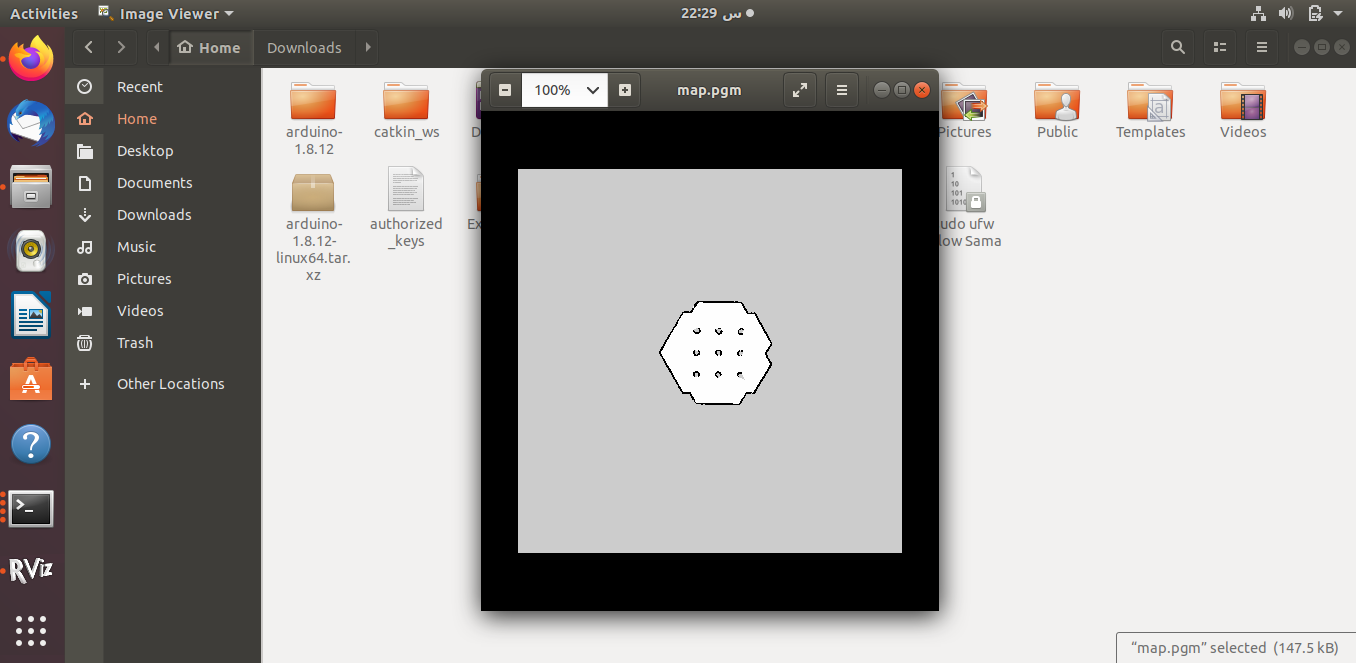 Activities
Image Viewer
22:29 س
Home
Downloads
100%
map.pgm
Recent
Home
Desktop
Documents
Downloads
Music
Pictures
Videos
Trash
Other Locations
arduino-
1.8.12
catkin_ws
D
Pictures
Public
Templates
Videos
arduino-
1.8.12-
linux64.tar.
xz
authorized
_keys
Ex
1
10
101
1010
udo ufw
low Sama
>_
RViz
“map.pgm” selected (147.5 kB)